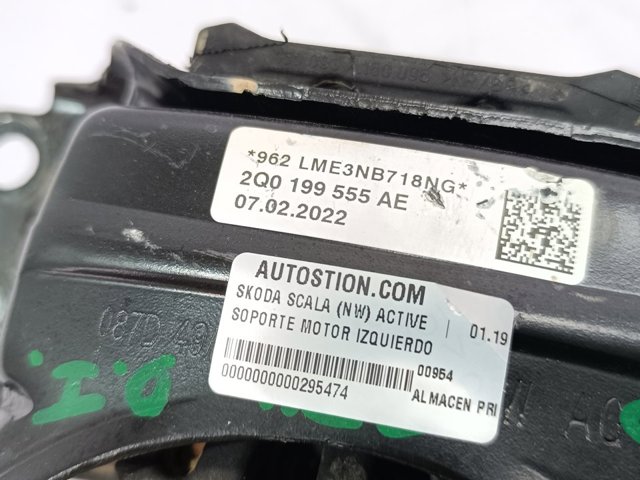 *962 LME3NB718NG*
2Q0 199 555 AE
07.02.2022
AUTOSTION.COM
SKODA SCALA (NW) ACTIVE | 01.19
SOPORTE MOTOR IZQUIERDO
00954
0000000000295474
ALMACEN PRI
D.I.